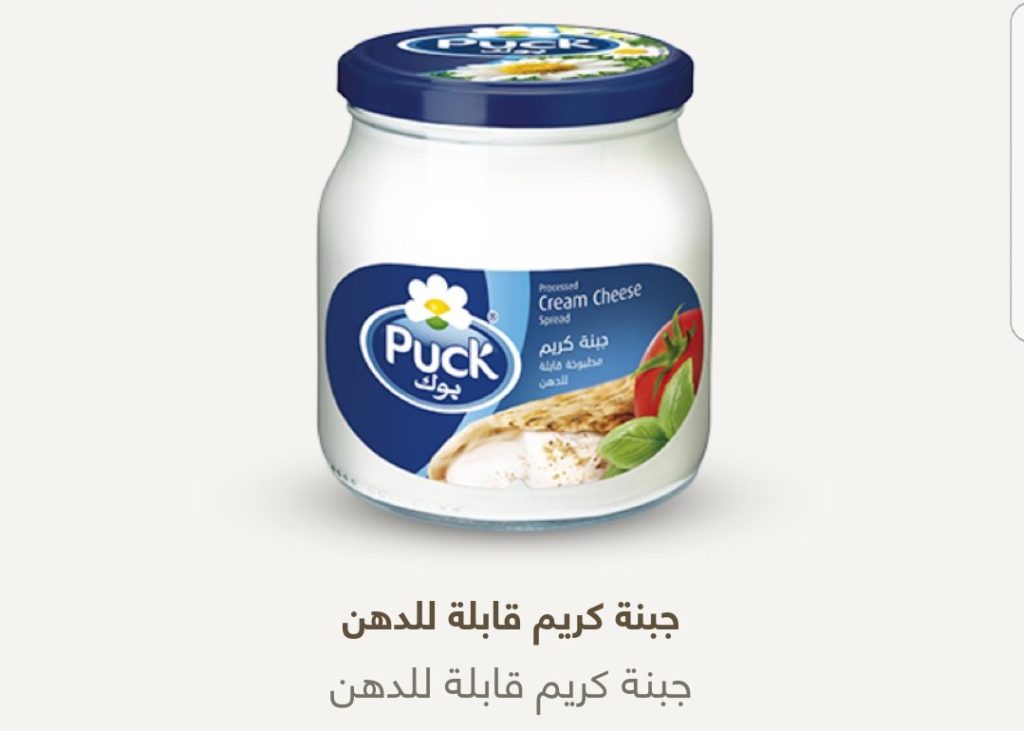 Puck
بوك
Processed
Cream Cheese
Spread
Puck
بوك
®
جبنة كريم
مطبوخة قابلة
للدهن
جبنة كريم قابلة للدهن
جبنة كريم قابلة للدهن